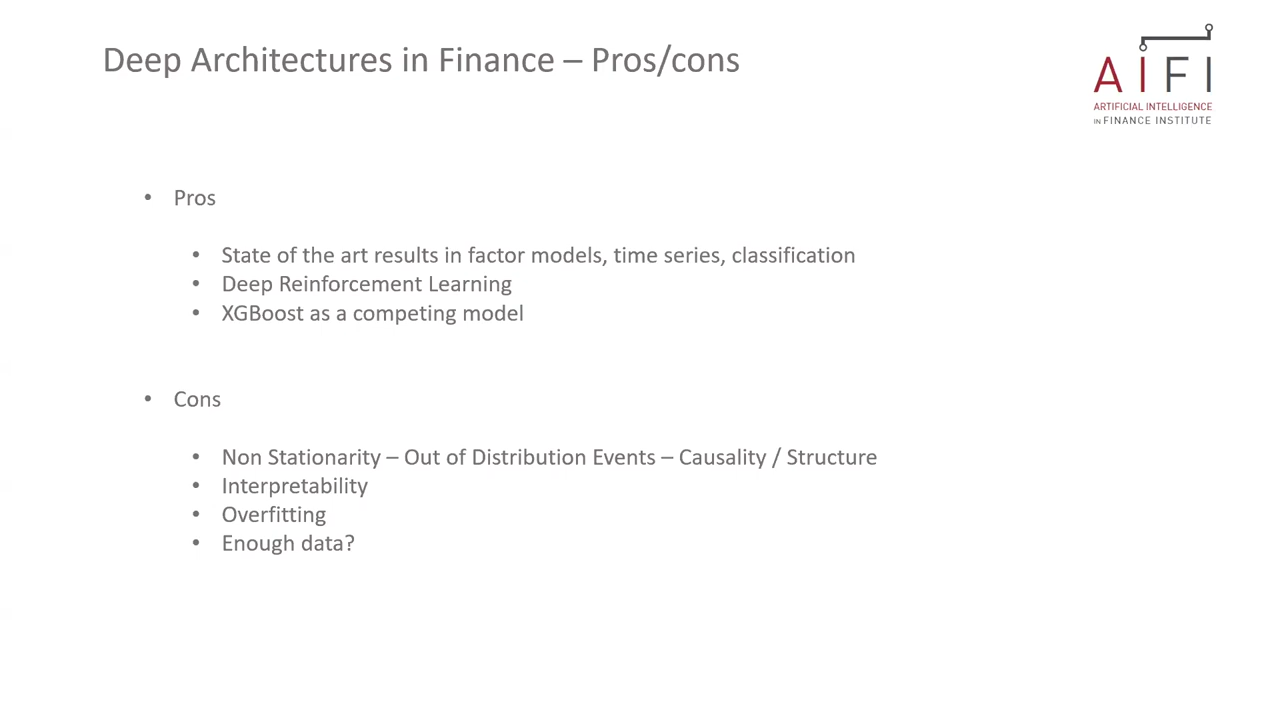 Deep Architectures in Finance – Pros/cons
AIFI
ARTIFICIAL INTELLIGENCE
IN FINANCE INSTITUTE
• Pros
• State of the art results in factor models, time series, classification
• Deep Reinforcement Learning
• XGBoost as a competing model
• Cons
• Non Stationarity – Out of Distribution Events – Causality / Structure
• Interpretability
• Overfitting
• Enough data?